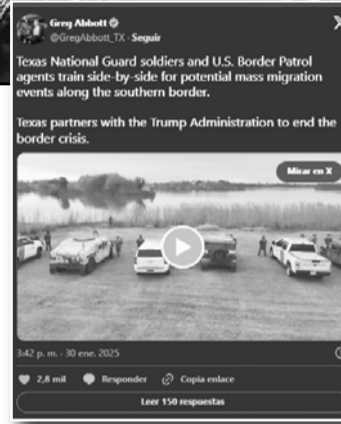 Greg Abbott
@GregAbbott_TX · Seguir
Texas National Guard soldiers and U.S. Border Patrol
agents train side-by-side for potential mass migration
events along the southern border.
Texas partners with the Trump Administration to end the
border crisis.
Mirar en X
3:42 p. m. · 30 ene. 2025
2,8 mil Responder Copia enlace
Leer 150 respuestas